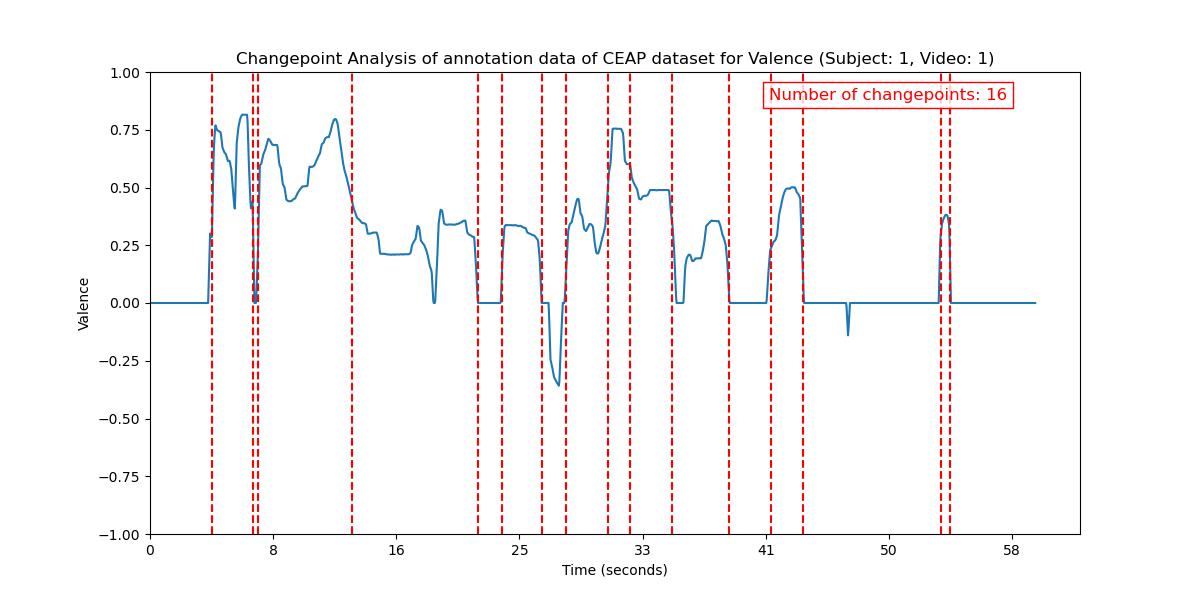 Changepoint Analysis of annotation data of CEAP dataset for Valence (Subject: 1, Video: 1)
Number of changepoints: 16
1.00
0.75
0.50
0.25
0.00
−0.25
−0.50
−0.75
−1.00
Valence
0 8 16 25 33 41 50 58
Time (seconds)